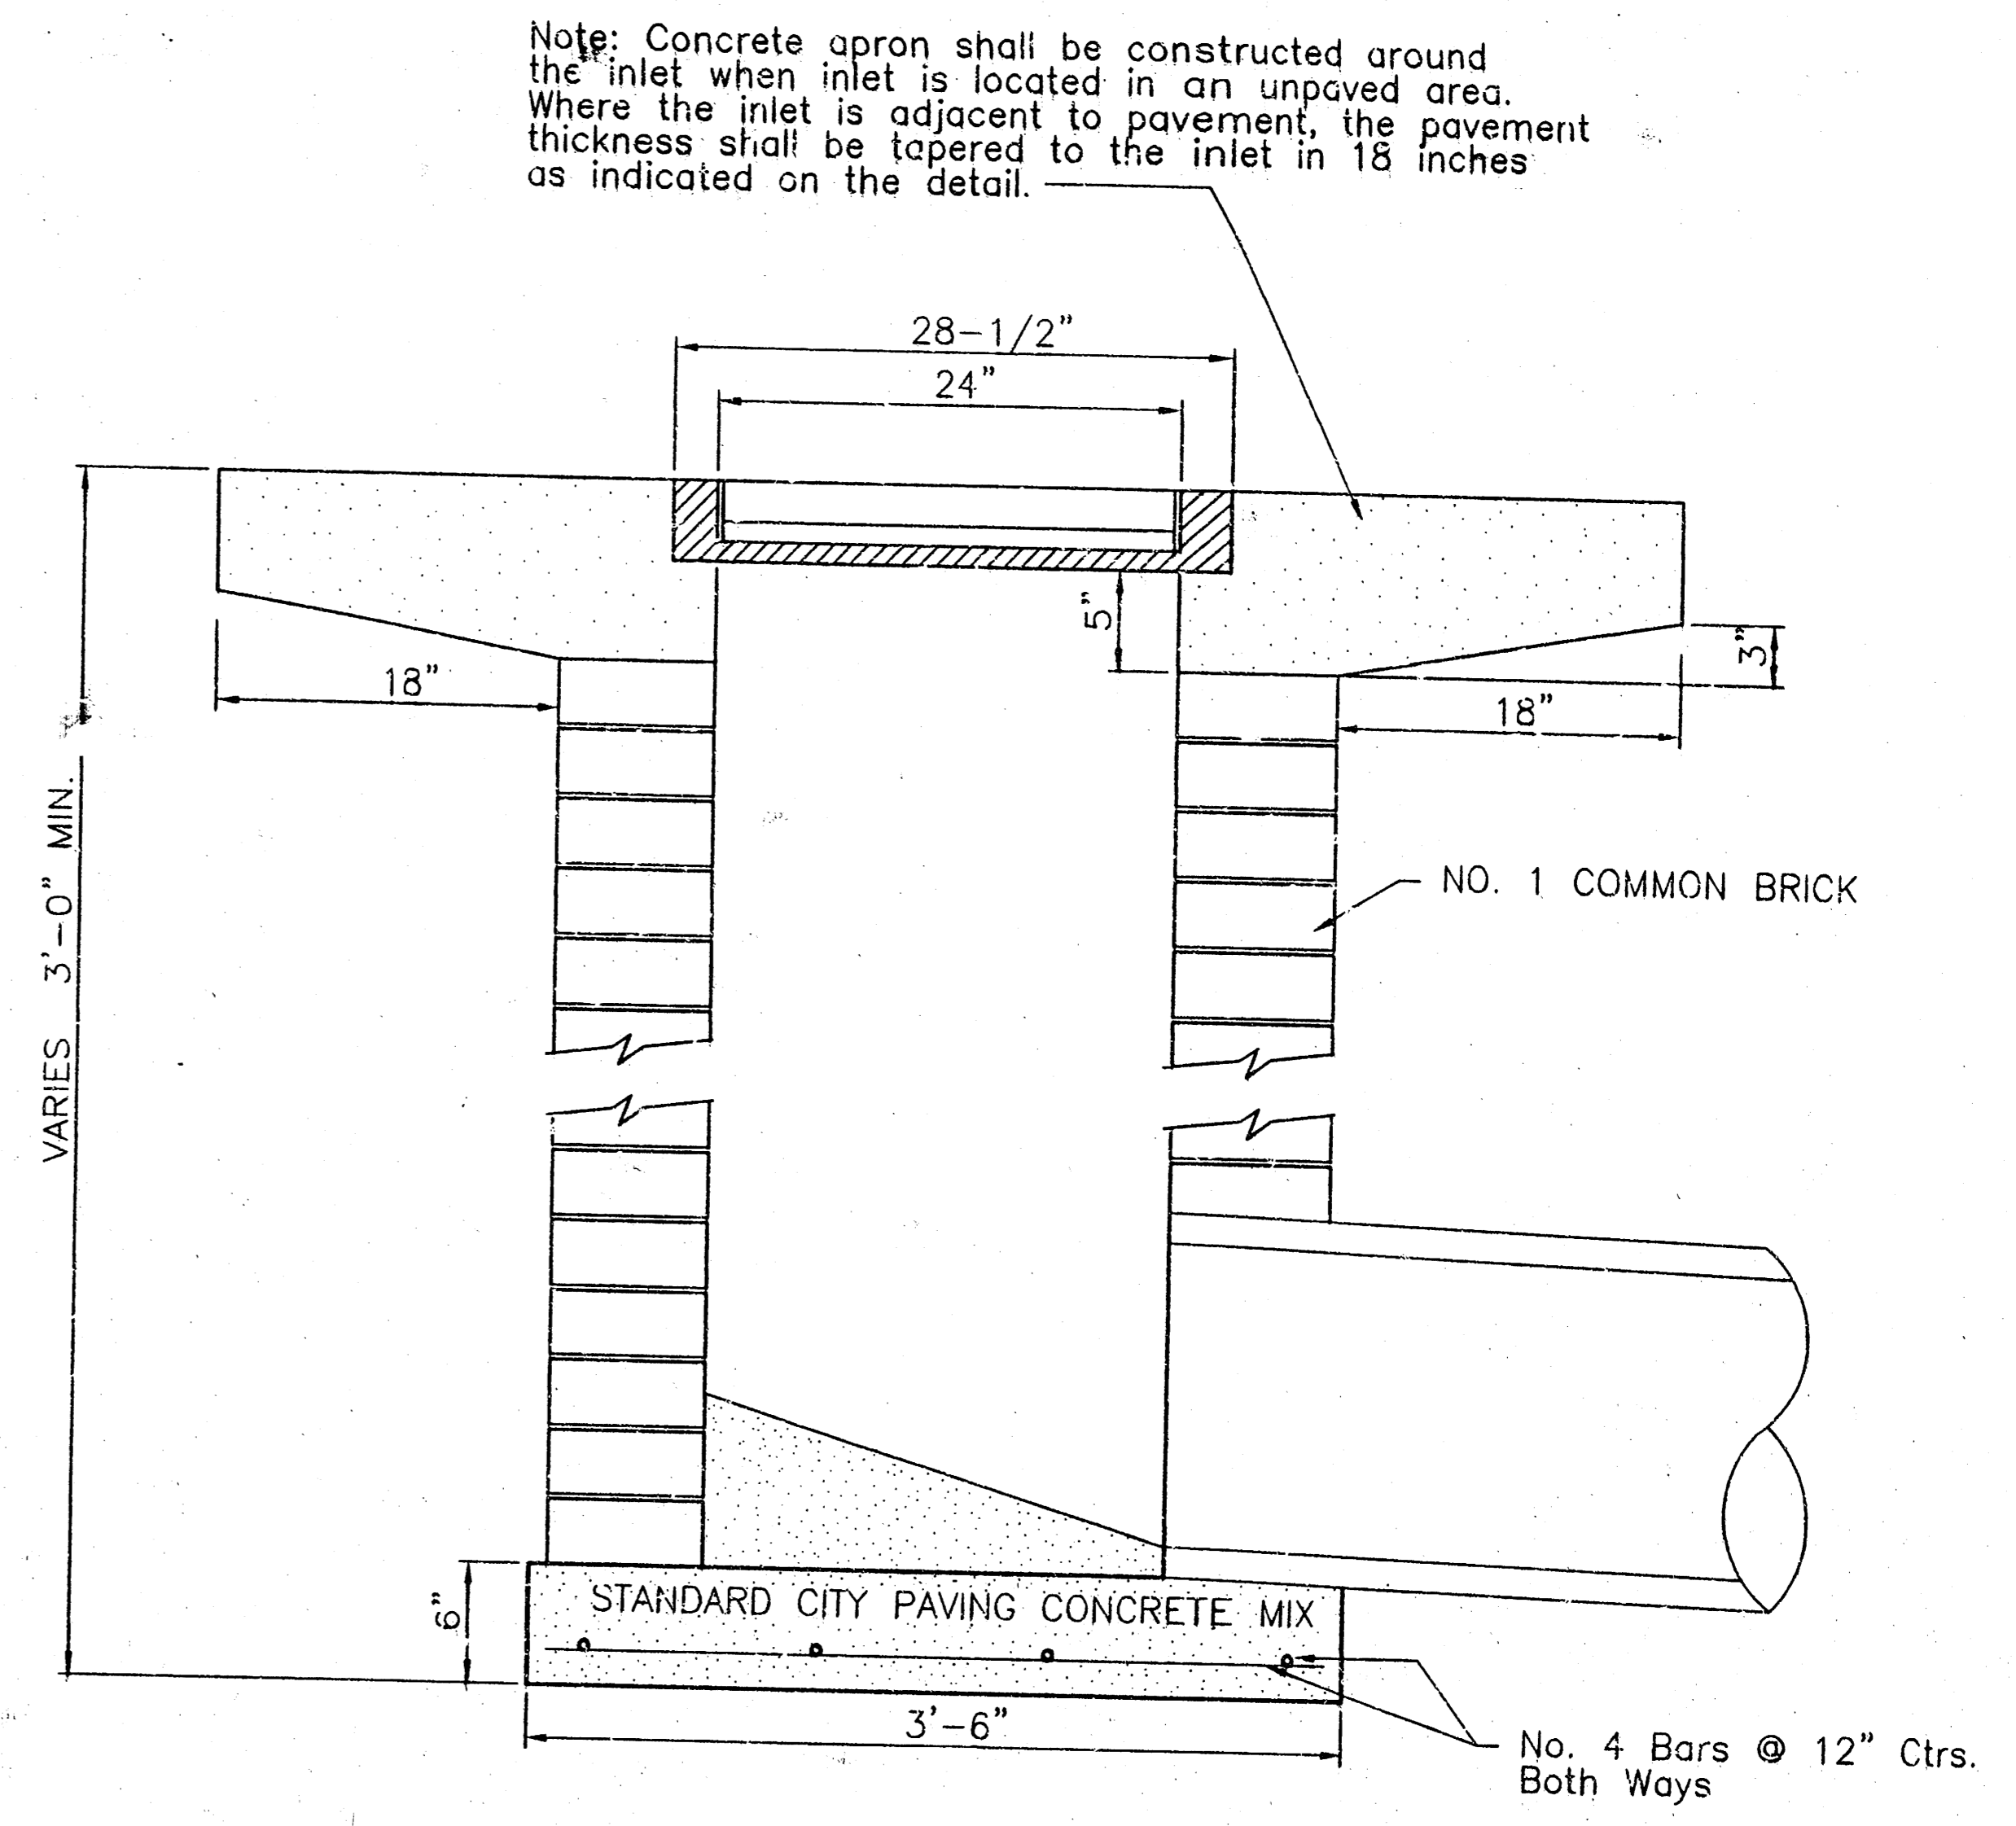 Note: Concrete apron shall be constructed around
the inlet when inlet is located in an unpaved area.
Where the inlet is adjacent to pavement, the pavement
thickness shall be tapered to the inlet in 18 inches
as indicated on the detail.
28-1/2"
24"
5"
3"
18"
18"
VARIES 3'-0" MIN.
NO. 1 COMMON BRICK
6"
STANDARD CITY PAVING CONCRETE MIX
3'-6"
No. 4 Bars @ 12" Ctrs.
Both Ways